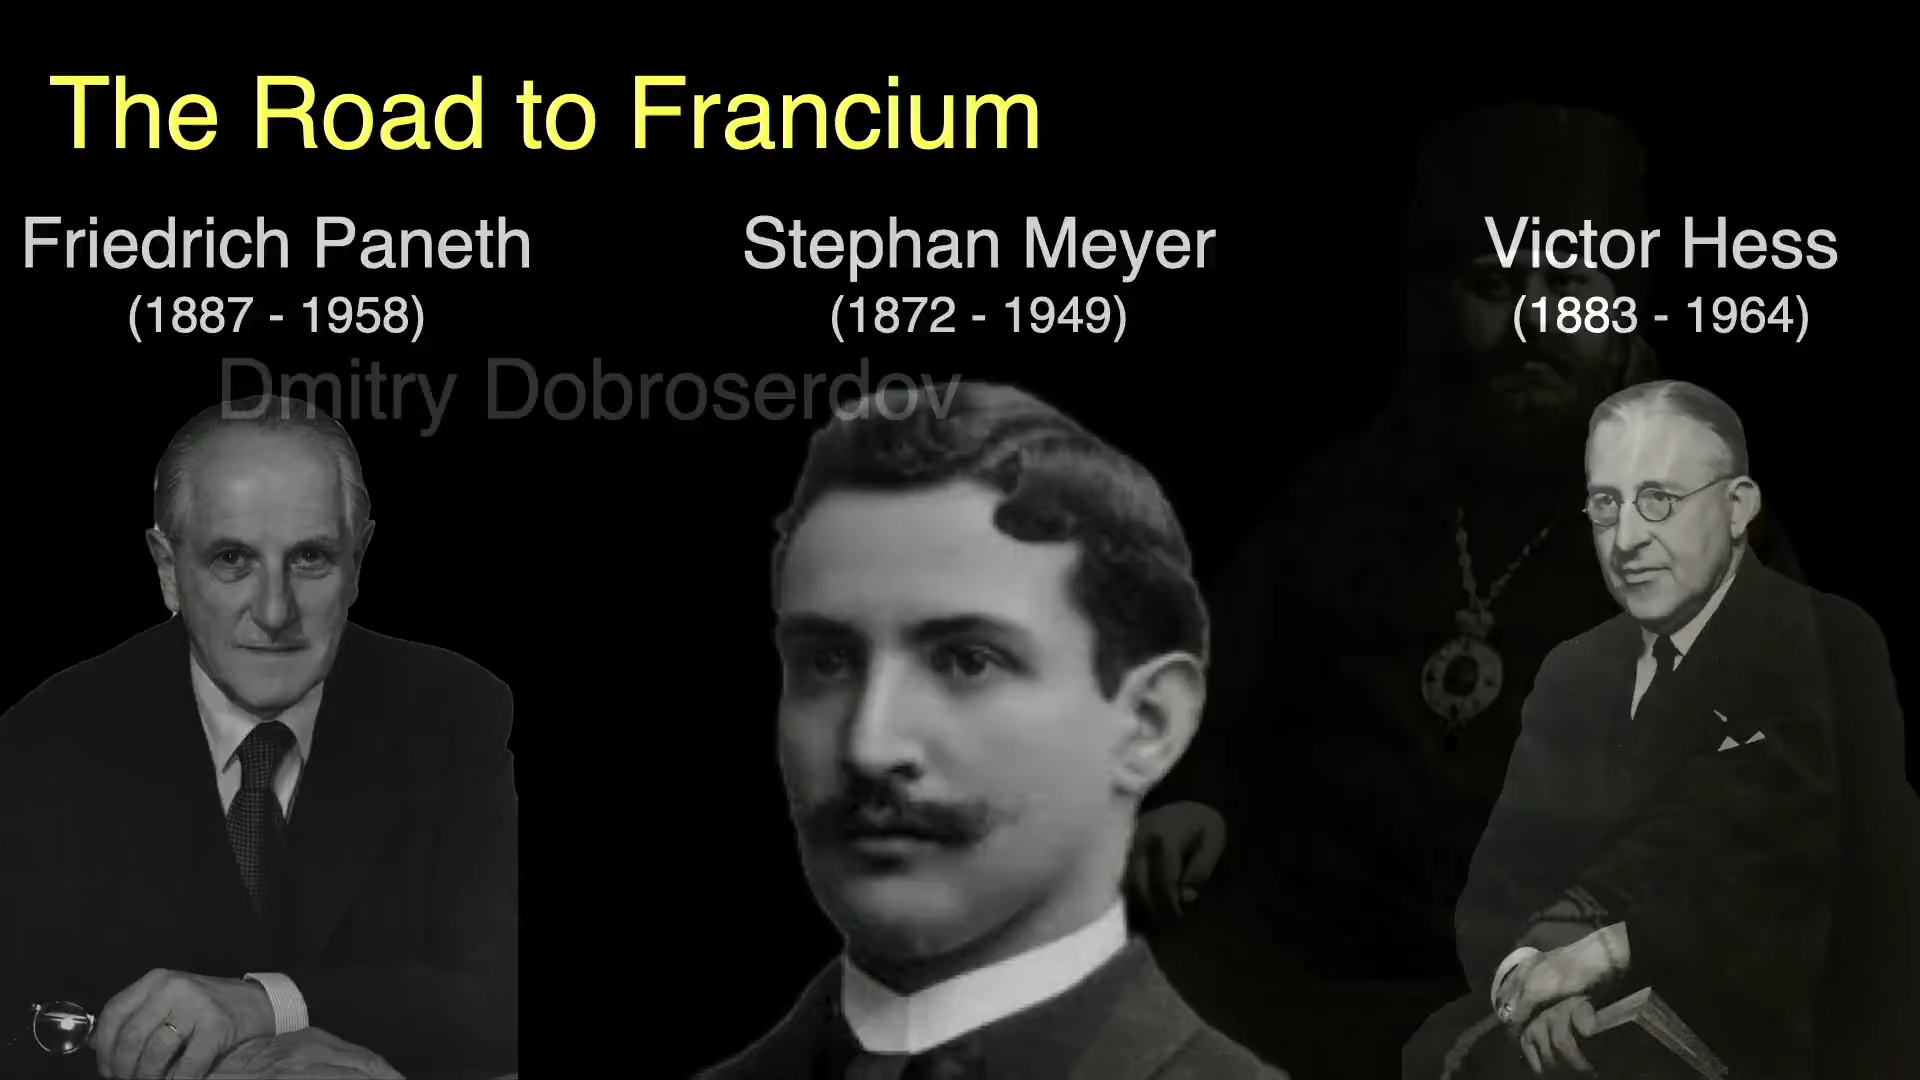 The Road to Francium
Friedrich Paneth
(1887 - 1958)
Stephan Meyer
(1872 - 1949)
Victor Hess
(1883 - 1964)
Dmitry Dobroserdov